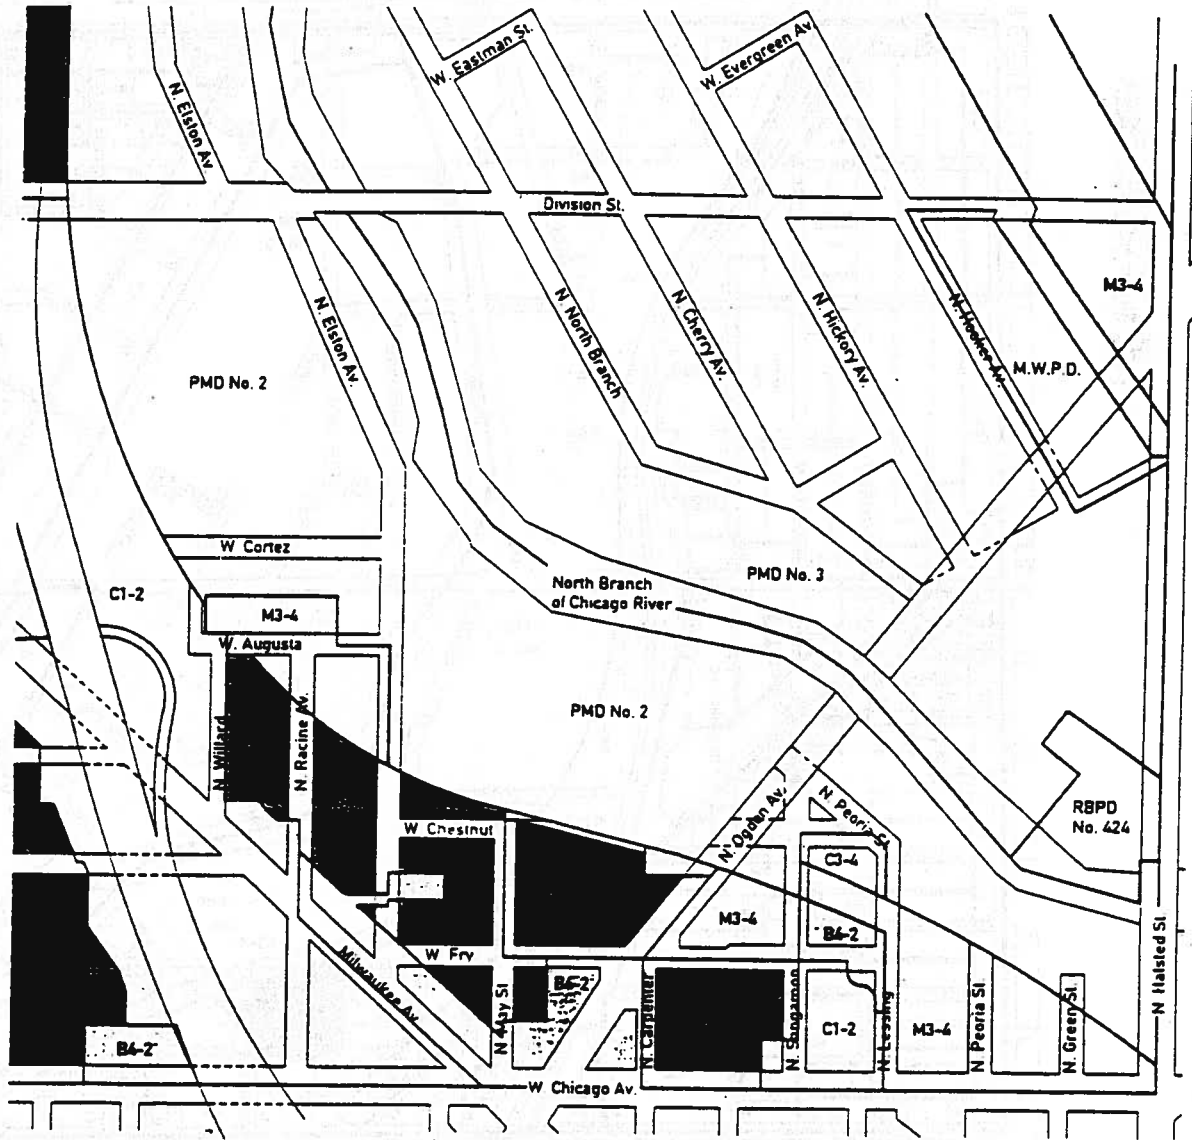 W. Eastman St.
W. Evergreen Av.
N. Elston Av.
Division St.
M3-4
N. Elston Av.
N. North Branch
N. Cherry Av.
N. Hickory Av.
N. Hooker Av.
M.W.P.D.
PMD No. 2
W Cortez
C1-2
M3-4
W. Augusta
North Branch
of Chicago River
PMD No. 3
PMD No. 2
N. Willard
N. Racine Av.
N. Ogden Av.
N. Peoria St.
RBPD
No. 424
W Chestnut
C3-4
M3-4
B4-2
W Fry
Milwaukee Av.
N May St
B4-2
N. Carpenter
N. Sangamon
C1-2
N. Lessing
M3-4
N. Peoria St.
N. Green St.
N Halsted St.
B4-2
W Chicago Av.